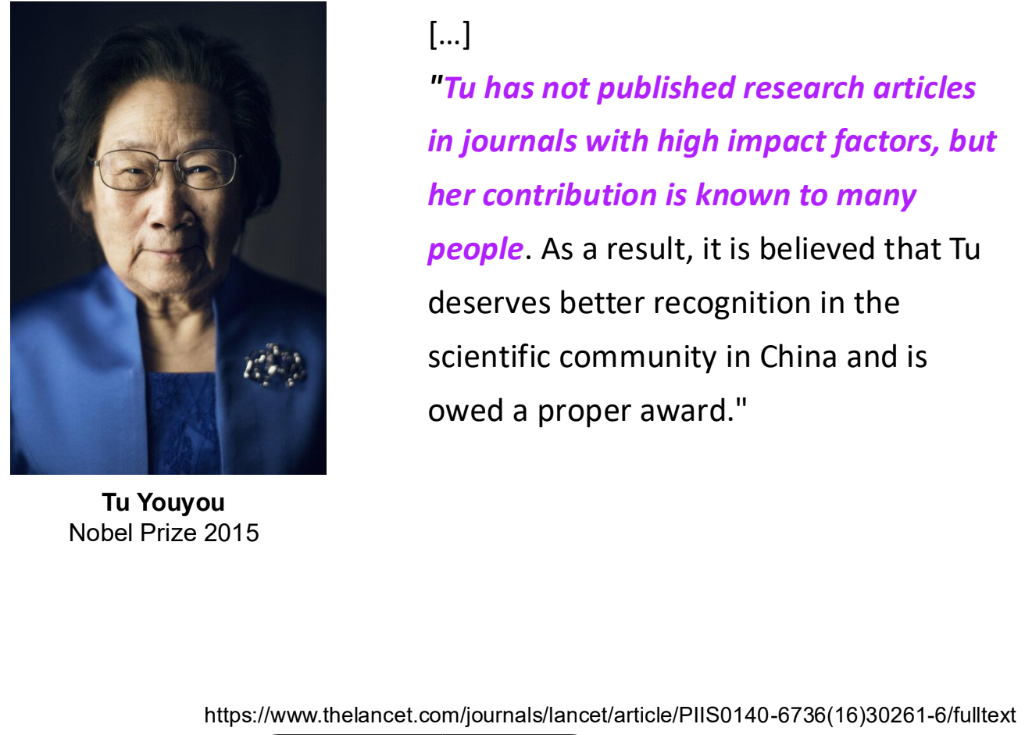 [...]
"Tu has not published research articles
in journals with high impact factors, but
her contribution is known to many
people. As a result, it is believed that Tu
deserves better recognition in the
scientific community in China and is
owed a proper award."
Tu Youyou
Nobel Prize 2015
https://www.thelancet.com/journals/lancet/article/PIIS0140-6736(16)30261-6/fulltext